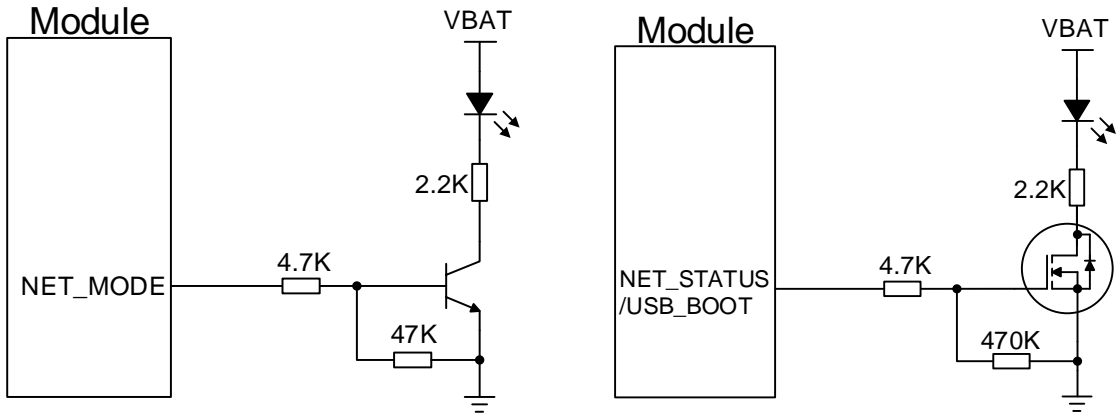 Module
VBAT
2.2K
4.7K
NET_MODE
47K
Module
VBAT
2.2K
4.7K
NET_STATUS
/USB_BOOT
470K